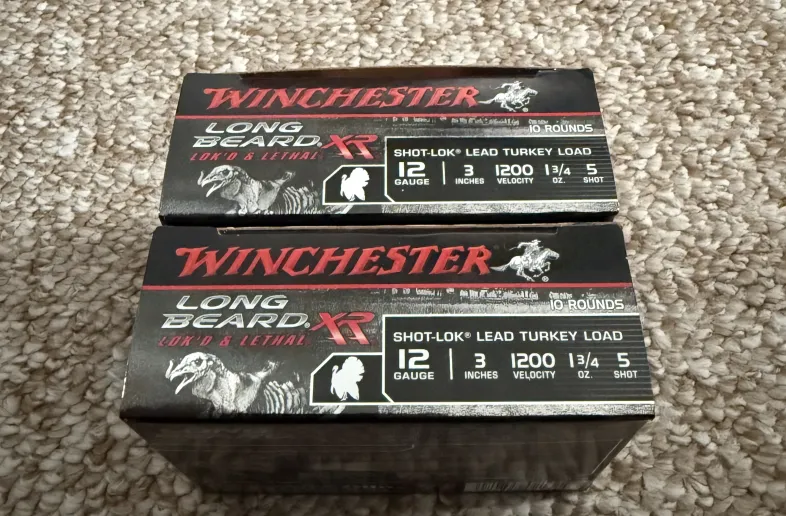 WINCHESTER®
10 ROUNDS
LONG
BEARD® XR
LOK'D & LETHAL
SHOT-LOK® LEAD TURKEY LOAD
12 3 1200 1 3/4 5
GAUGE INCHES VELOCITY OZ. SHOT
WINCHESTER®
10 ROUNDS
LONG
BEARD® XR
LOK'D & LETHAL
SHOT-LOK® LEAD TURKEY LOAD
12 3 1200 1 3/4 5
GAUGE INCHES VELOCITY OZ. SHOT